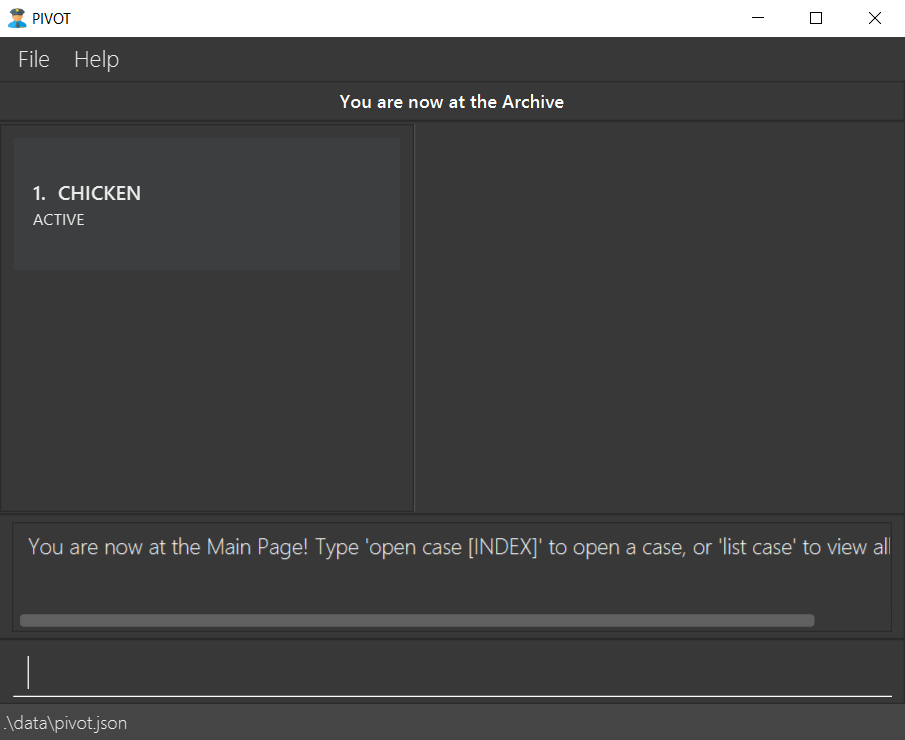 PIVOT
File Help
You are now at the Archive
1. CHICKEN
ACTIVE
You are now at the Main Page! Type 'open case [INDEX]' to open a case, or 'list case' to view all
.\data\pivot.json